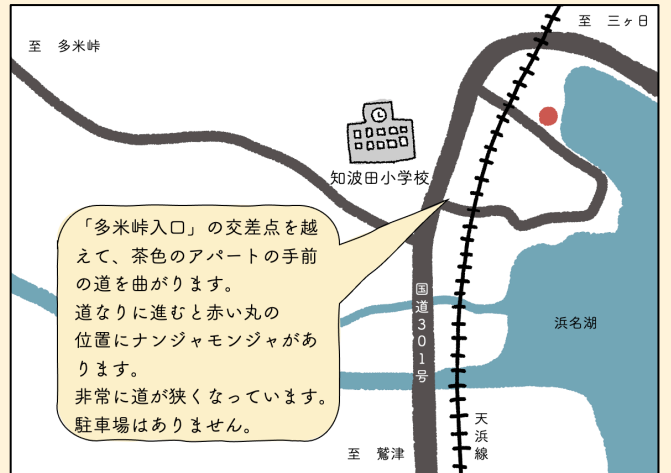 至　三ヶ日
至　多米峠
知波田小学校
「多米峠入口」の交差点を越
えて、茶色のアパートの手前
の道を曲がります。
道なりに進むと赤い丸の
位置にナンジャモンジャがあ
ります。
非常に道が狭くなっています。
駐車場はありません。
国道301号
浜名湖
天浜線
至　鷲津